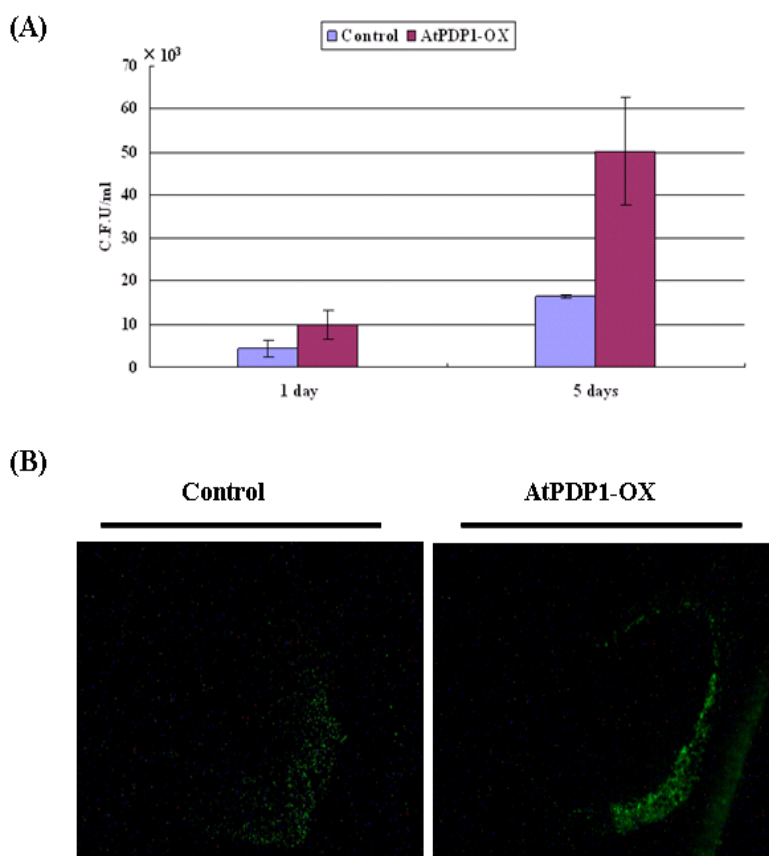 (A)
Control AtPDP1-OX
× 10³
70
60
50
40
30
20
10
0
C.F.U/ml
1 day 5 days
(B)
Control AtPDP1-OX